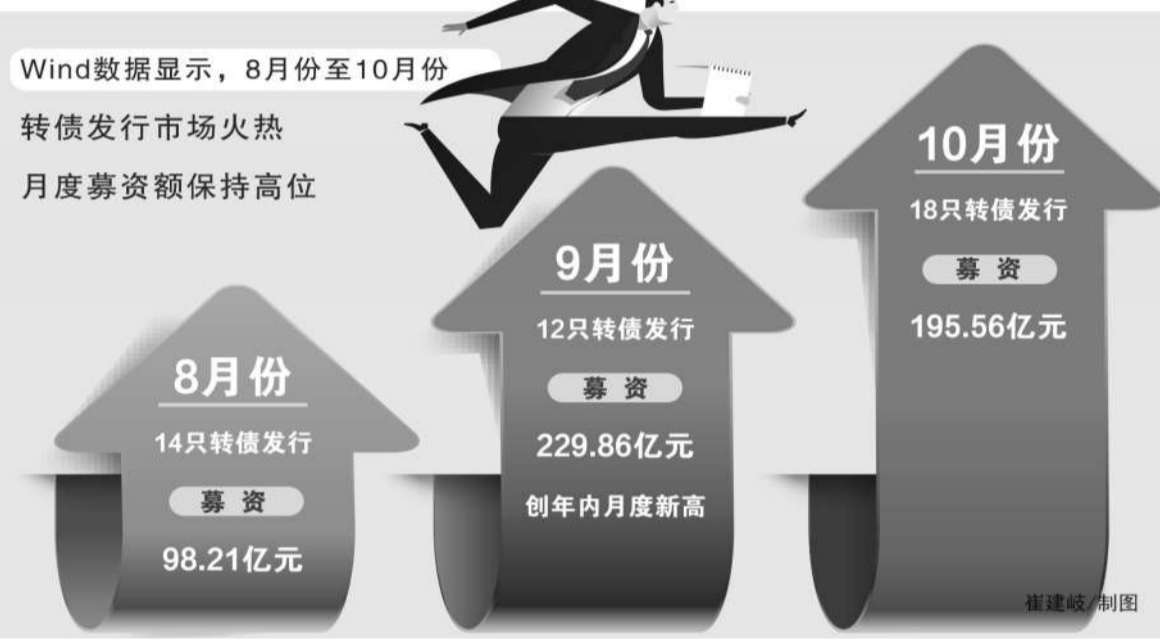 Wind数据显示，8月份至10月份
转债发行市场火热
月度募资额保持高位
8月份
14只转债发行
募 资
98.21亿元
9月份
12只转债发行
募 资
229.86亿元
创年内月度新高
10月份
18只转债发行
募 资
195.56亿元
崔建岐/制图